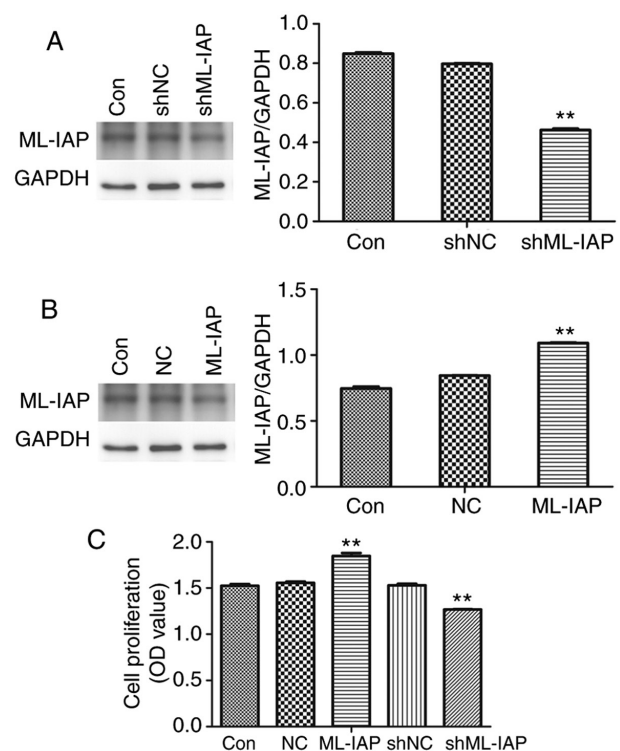 A
Con
shNC
shML-IAP
ML-IAP
GAPDH
ML-IAP/GAPDH
1.0
0.8
0.6
0.4
0.2
0.0
**
Con shNC shML-IAP
B
Con
NC
ML-IAP
ML-IAP
GAPDH
ML-IAP/GAPDH
1.5
1.0
0.5
0.0
**
Con NC ML-IAP
C
Cell proliferation
(OD value)
2.0
1.5
1.0
0.5
0.0
**
**
Con NC ML-IAP shNC shML-IAP